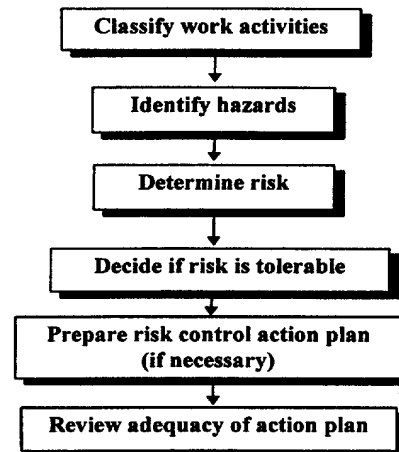 Classify work activities
Identify hazards
Determine risk
Decide if risk is tolerable
Prepare risk control action plan
(if necessary)
Review adequacy of action plan